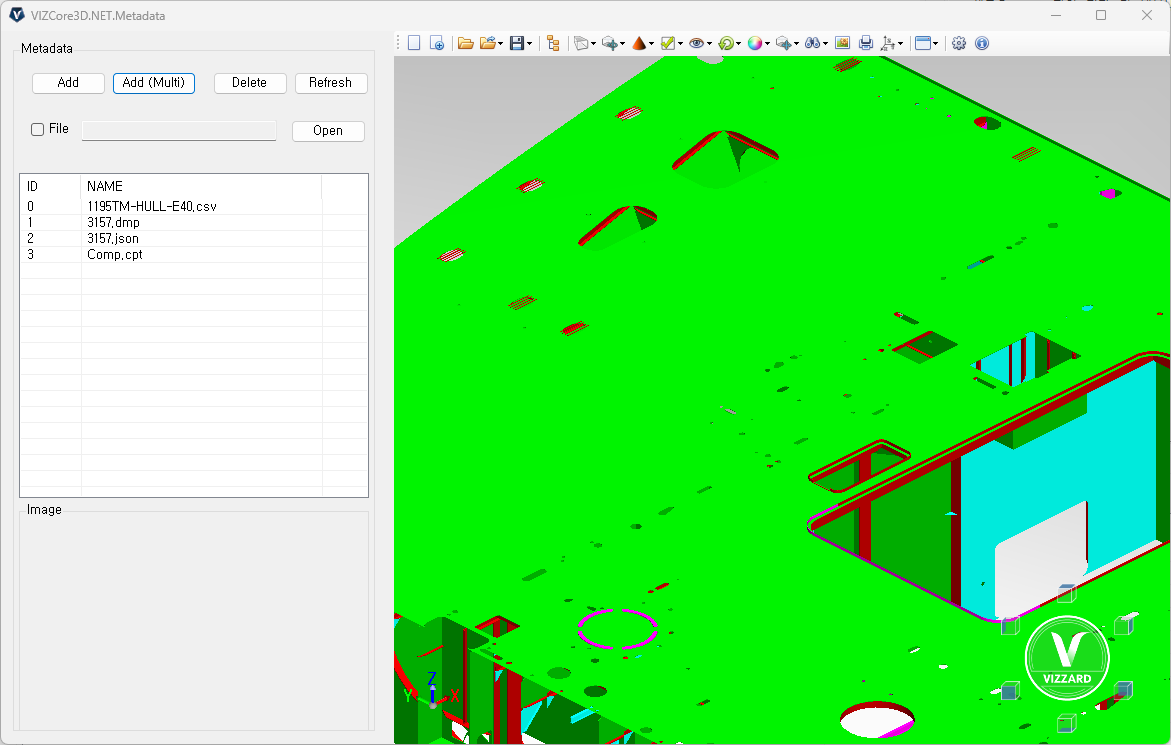 VIZCore3D.NET.Metadata
Metadata
Add
Add (Multi)
Delete
Refresh
File
Open
ID NAME
0 1195TM-HULL-E40.csv
1 3157.dmp
2 3157.json
3 Comp.cpt
Image
Z
Y
X
V
VIZZARD